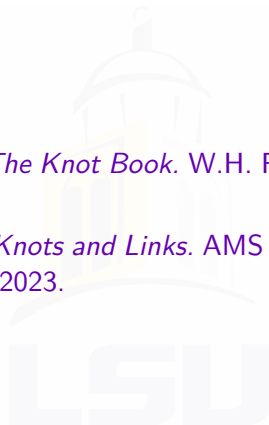 The Knot Book. W.H.
Knots and Links. AMS
2023.
LSU